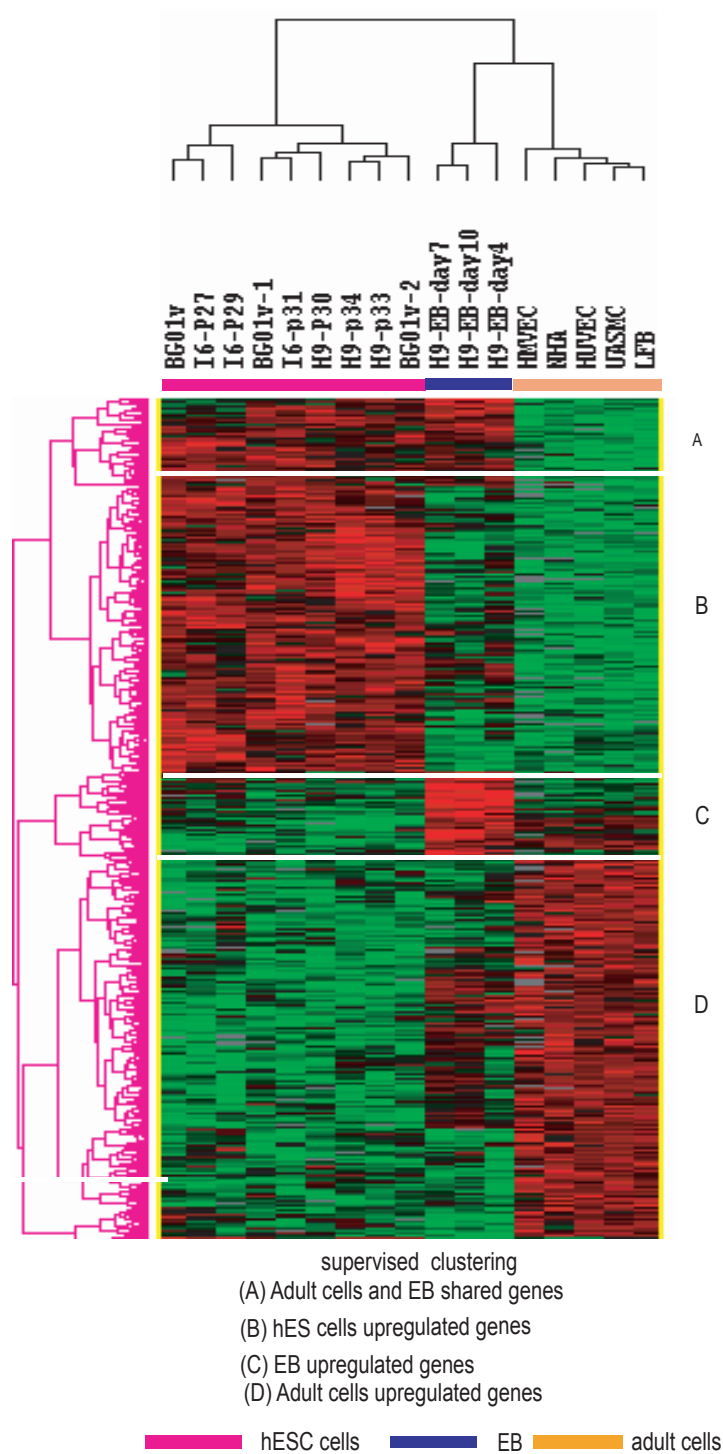 BG01v
I6-P27
I6-P29
BG01v-1
I6-p31
H9-P30
H9-p34
H9-p33
BG01v-2
H9-EB-day7
H9-EB-day10
H9-EB-day4
HMVEC
NHA
HUVEC
UASMC
LFB
A
B
C
D
supervised clustering
(A) Adult cells and EB shared genes
(B) hES cells upregulated genes
(C) EB upregulated genes
(D) Adult cells upregulated genes
hESC cells EB adult cells